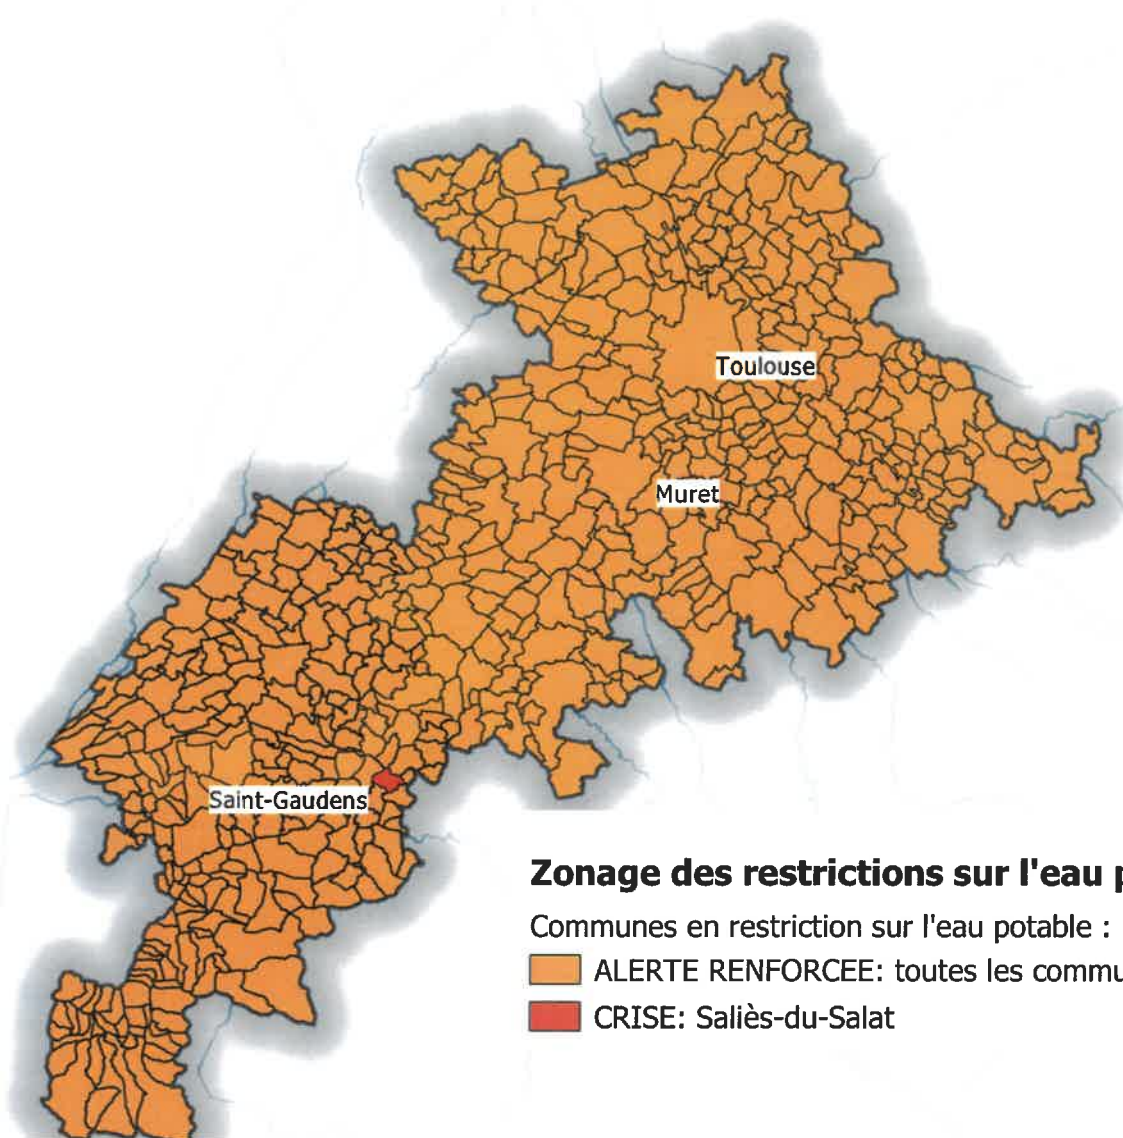 Toulouse
Muret
Saint-Gaudens
Zonage des restrictions sur l'eau
Communes en restriction sur l'eau potable :
ALERTE RENFORCEE: toutes les
CRISE: Saliès-du-Salat